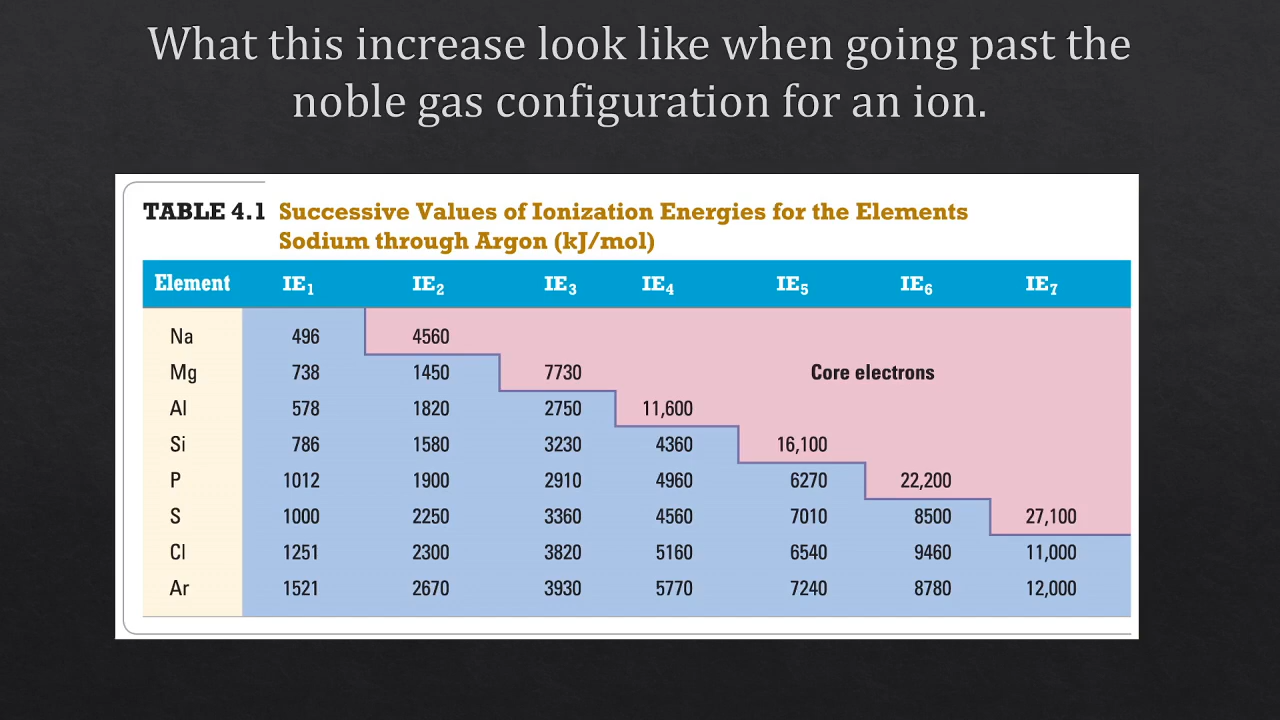 What this increase look like when going past the
noble gas configuration for an ion.
TABLE 4.1 Successive Values of Ionization Energies for the Elements
Sodium through Argon (kJ/mol)
Element IE₁ IE₂ IE₃ IE₄ IE₅ IE₆ IE₇
Na 496 4560
Mg 738 1450 7730 Core electrons
Al 578 1820 2750 11,600
Si 786 1580 3230 4360 16,100
P 1012 1900 2910 4960 6270 22,200
S 1000 2250 3360 4560 7010 8500 27,100
Cl 1251 2300 3820 5160 6540 9460 11,000
Ar 1521 2670 3930 5770 7240 8780 12,000